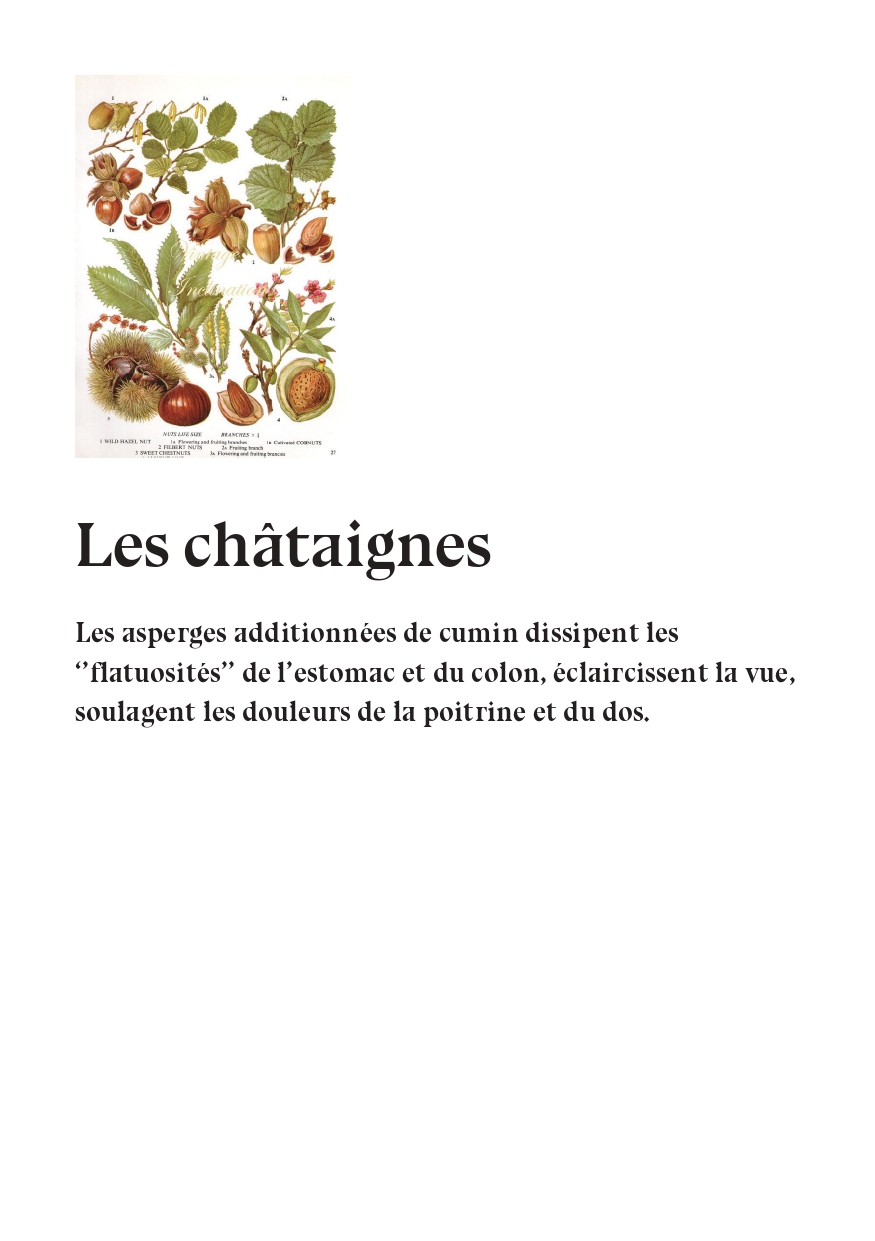 1
1A
2A
1B
2
4A
3A
3
4
NUTS LIFE SIZE BRANCHES × ½
1 WILD HAZEL NUT 1A Flowering and fruiting branches 1B Cultivated COBNUTS
2 FILBERT NUTS 2A Fruiting branch
3 SWEET CHESTNUTS 3A Flowering and fruiting branches
27
Les châtaignes
Les asperges additionnées de cumin dissipent les
‘’flatuosités’’ de l’estomac et du colon, éclaircissent la vue,
soulagent les douleurs de la poitrine et du dos.